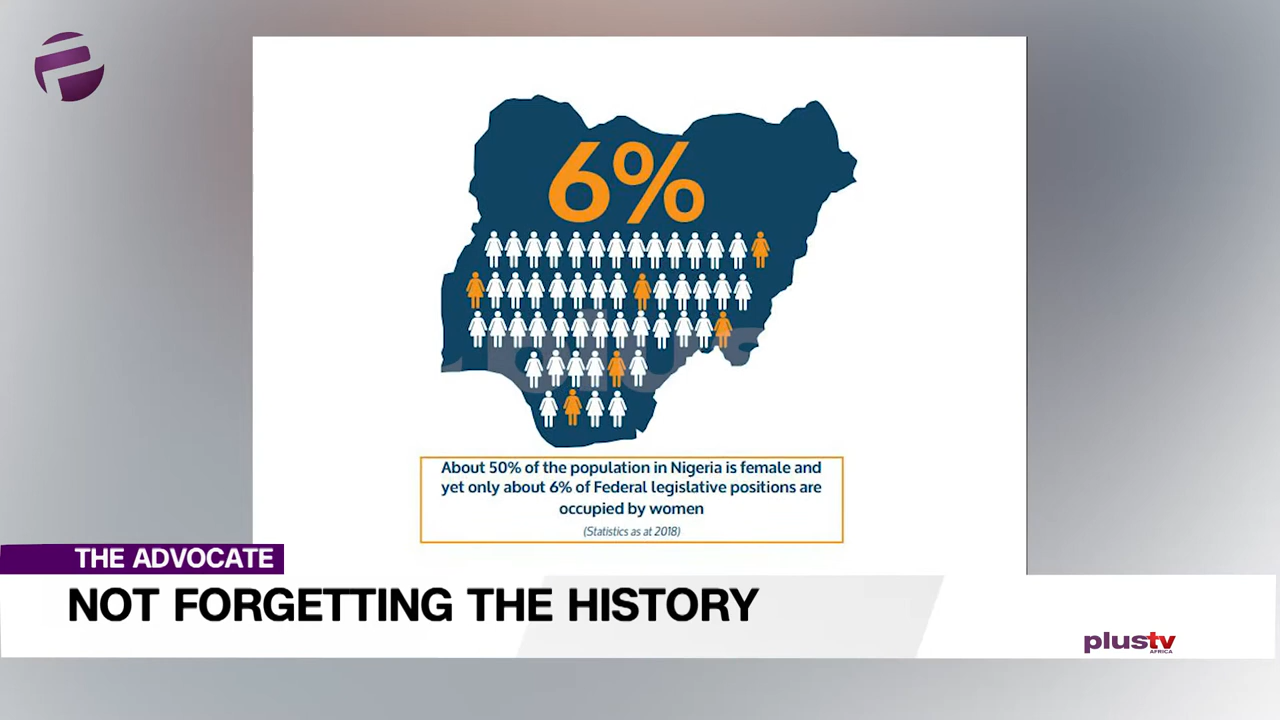 6%
plus
About 50% of the population in Nigeria is female and
yet only about 6% of Federal legislative positions are
occupied by women
(Statistics as at 2018)
THE ADVOCATE
NOT FORGETTING THE HISTORY
plustv
AFRICA